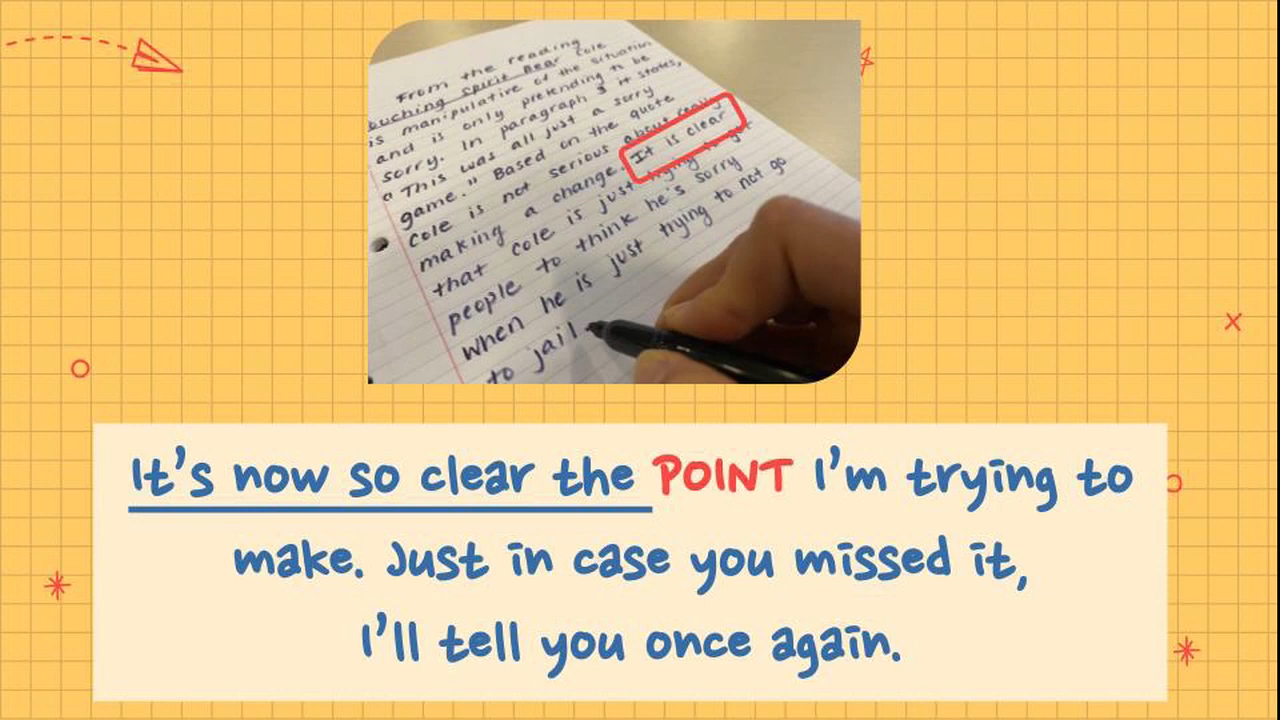 From the reading
ouching spirit Bear Cole
is manipulative of the situation
and is only pretending to be
sorry. In paragraph 3 it states,
"This was all just a sorry
game." Based on the quote
Cole is not serious about really
making a change. It is clear
that cole is just trying to get
people to think he's sorry
when he is just trying to not go
to jail
It's now so clear the POINT I'm trying to
make. Just in case you missed it,
I'll tell you once again.